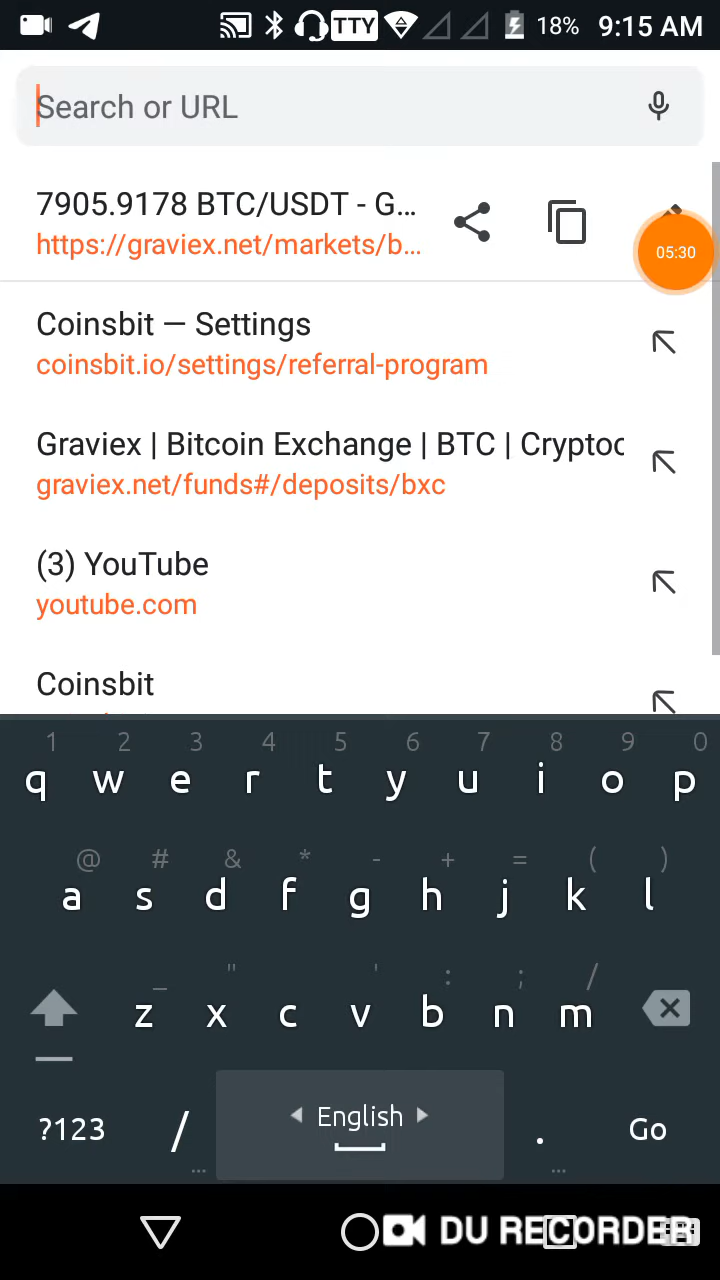 TTY 18% 9:15 AM
Search or URL
7905.9178 BTC/USDT - G...
https://graviex.net/markets/b...
05:30
Coinsbit — Settings
coinsbit.io/settings/referral-program
Graviex | Bitcoin Exchange | BTC | Cryptoc
graviex.net/funds#/deposits/bxc
(3) YouTube
youtube.com
Coinsbit
1 2 3 4 5 6 7 8 9 0
q w e r t y u i o p
@ # & * - + = ( )
a s d f g h j k l
_ " ' : ; /
z x c v b n m
?123 / English . Go
... ...
DU RECORDER